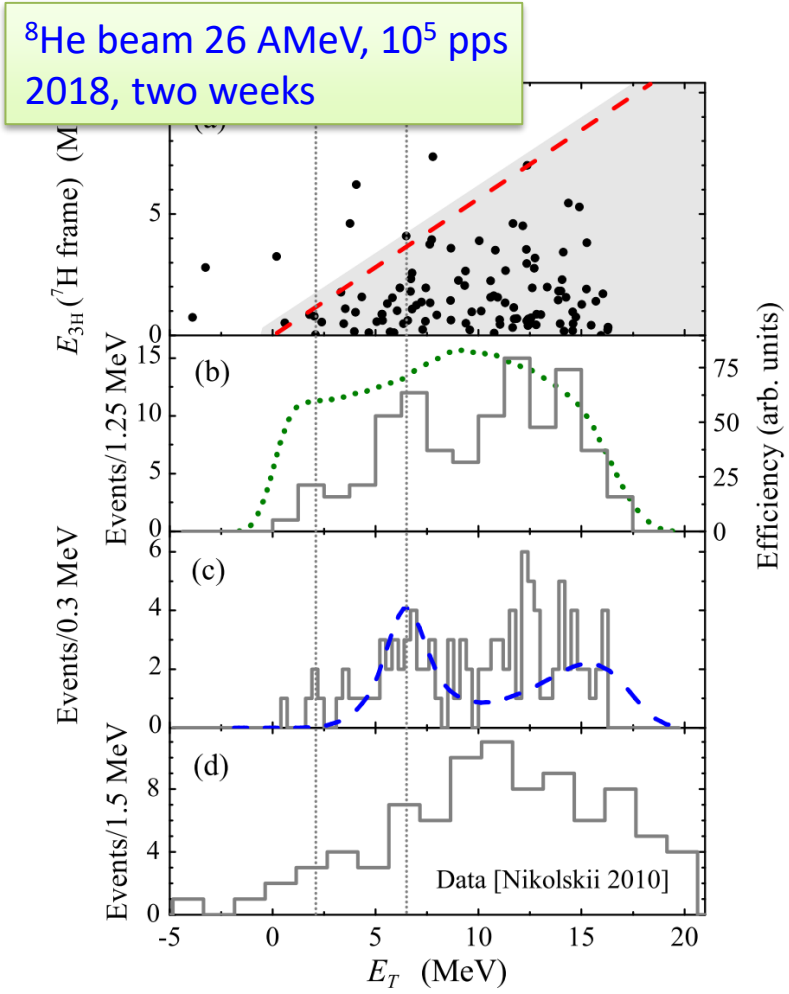 ⁸He beam 26 AMeV, 10⁵ pps
2018, two weeks
E₃H (⁷H frame) (M
5
0
(b)
Events/1.25 MeV
15
10
5
0
75
50
25
0
Efficiency (arb. units)
(c)
Events/0.3 MeV
6
4
2
0
(d)
Events/1.5 MeV
8
4
0
Data [Nikolskii 2010]
-5 0 5 10 15 20
E_T (MeV)